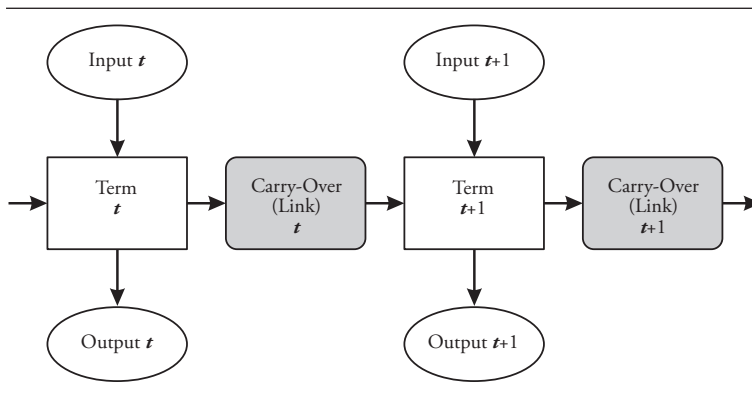 Input t
Input t+1
Term
t
Carry-Over
(Link)
t
Term
t+1
Carry-Over
(Link)
t+1
Output t
Output t+1